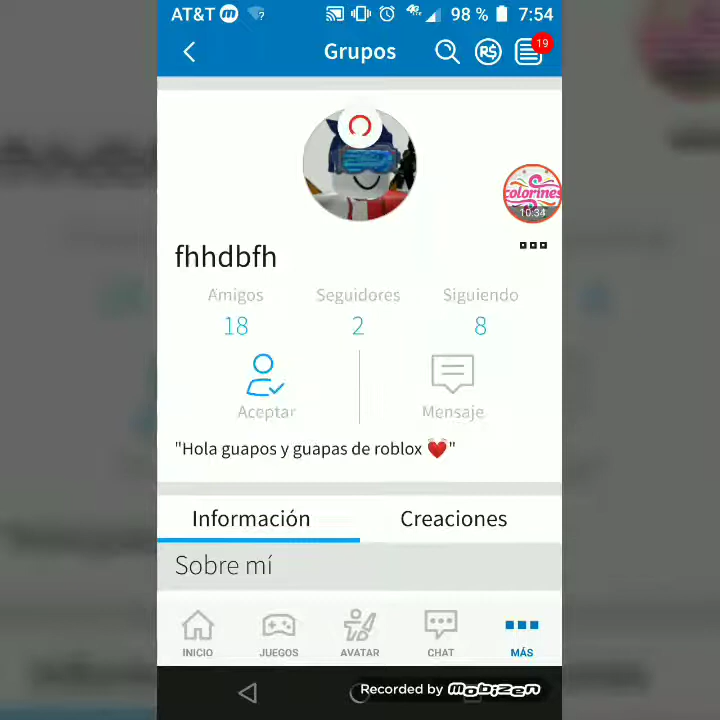 AT&T 4G 98 % 7:54
Grupos R$ 19
colorines
10:34
fhhdbfh
Amigos Seguidores Siguiendo
18 2 8
Aceptar Mensaje
"Hola guapos y guapas de roblox ❤️"
Información Creaciones
Sobre mí
INICIO JUEGOS AVATAR CHAT MÁS
Recorded by mobizen